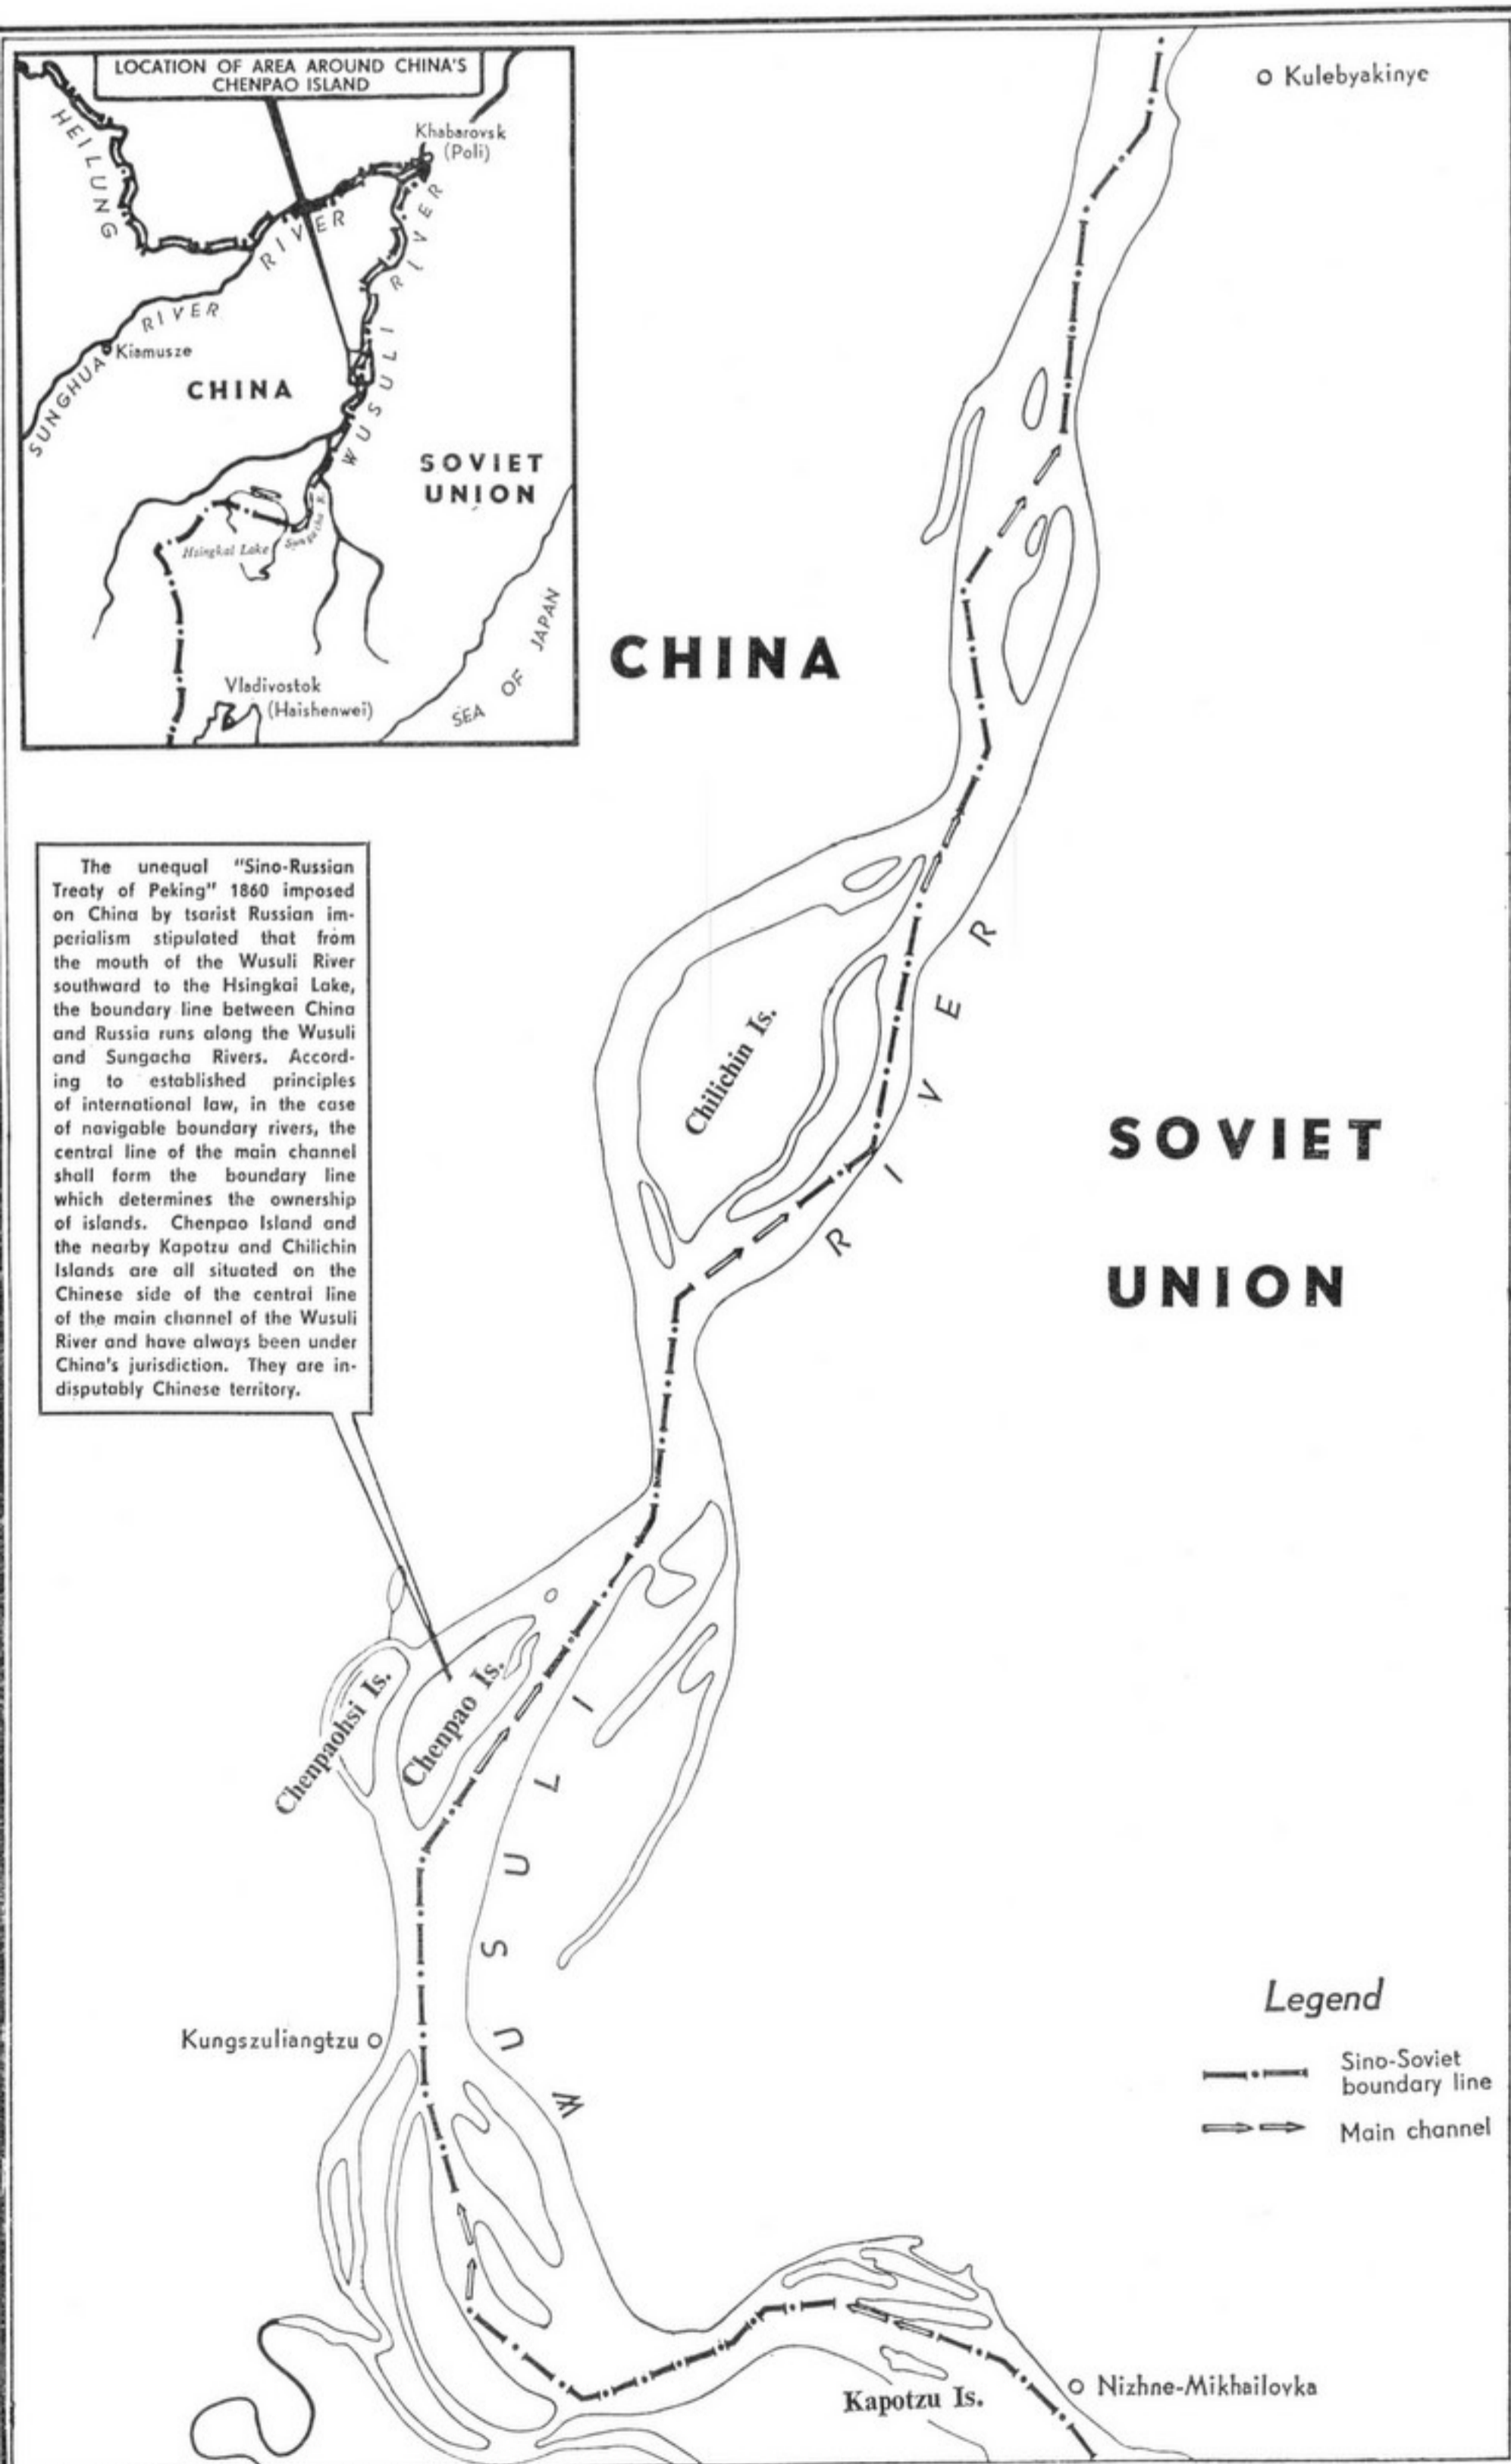 LOCATION OF AREA AROUND CHINA'S
CHENPAO ISLAND
Khabarovsk
(Poli)
HEILUNG
RIVER
WUSULI RIVER
SUNGHUA RIVER
Kiamusze
CHINA
SOVIET
UNION
Hsingkai Lake
Sungacha R.
Vladivostok
(Haishenwei)
SEA OF JAPAN
Kulebyakinye
CHINA
The unequal "Sino-Russian
Treaty of Peking" 1860 imposed
on China by tsarist Russian im-
perialism stipulated that from
the mouth of the Wusuli River
southward to the Hsingkai Lake,
the boundary line between China
and Russia runs along the Wusuli
and Sungacha Rivers. Accord-
ing to established principles
of international law, in the case
of navigable boundary rivers, the
central line of the main channel
shall form the boundary line
which determines the ownership
of islands. Chenpao Island and
the nearby Kapotzu and Chilichin
Islands are all situated on the
Chinese side of the central line
of the main channel of the Wusuli
River and have always been under
China's jurisdiction. They are in-
disputably Chinese territory.
Chilichin Is.
SOVIET
UNION
WUSULI RIVER
Chenpaohsi Is.
Chenpao Is.
Kungszuliangtzu
Legend
Sino-Soviet
boundary line
Main channel
Kapotzu Is.
Nizhne-Mikhailovka